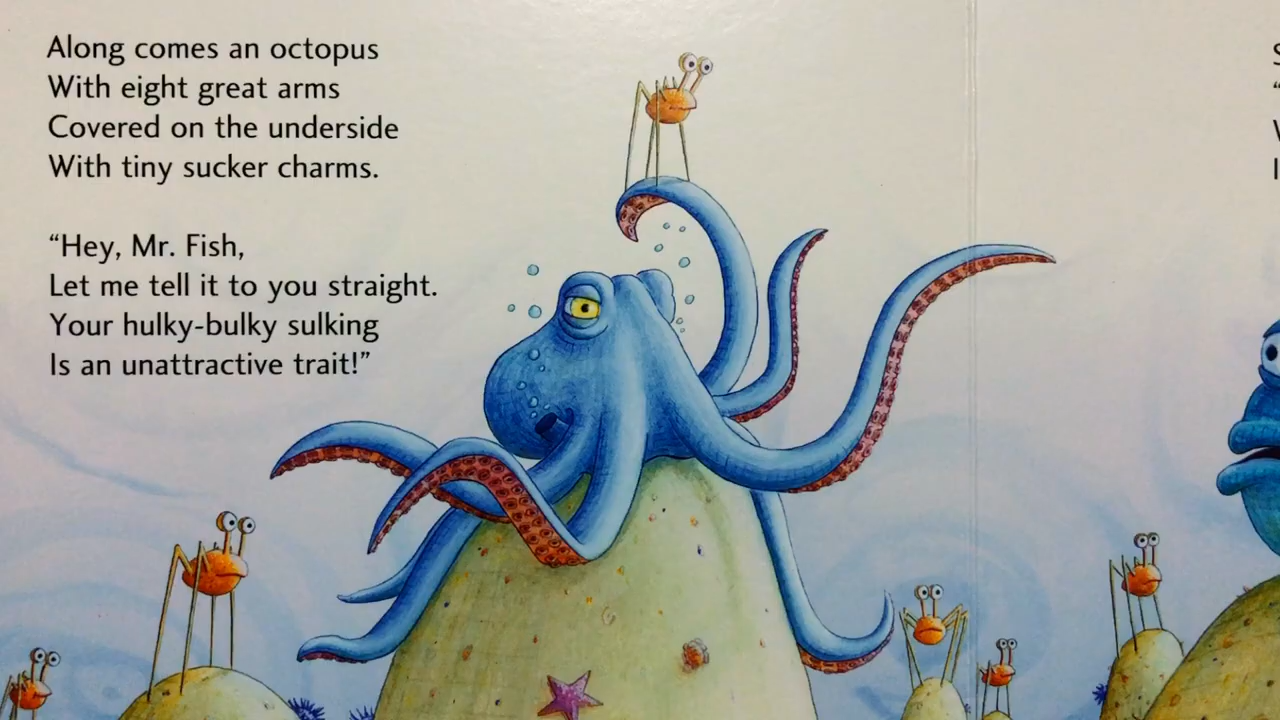 Along comes an octopus
With eight great arms
Covered on the underside
With tiny sucker charms.
“Hey, Mr. Fish,
Let me tell it to you straight.
Your hulky-bulky sulking
Is an unattractive trait!”